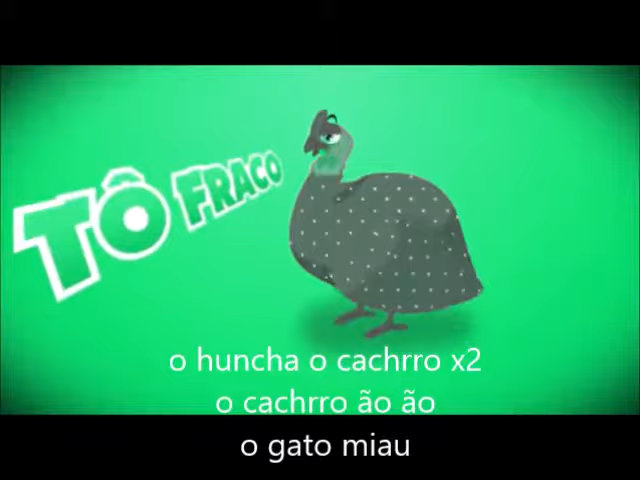 TÔ FRACO
o huncha o cachrro x2
o cachrro ão ão
o gato miau